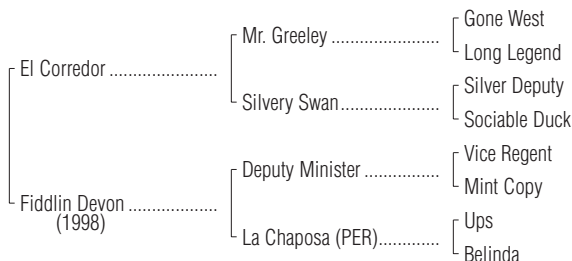 Gone West
Mr. Greeley ........................
Long Legend
El Corredor ........................
Silver Deputy
Silvery Swan ......................
Sociable Duck
Vice Regent
Deputy Minister .................
Mint Copy
Fiddlin Devon ....................
(1998)
Ups
La Chaposa (PER).............
Belinda